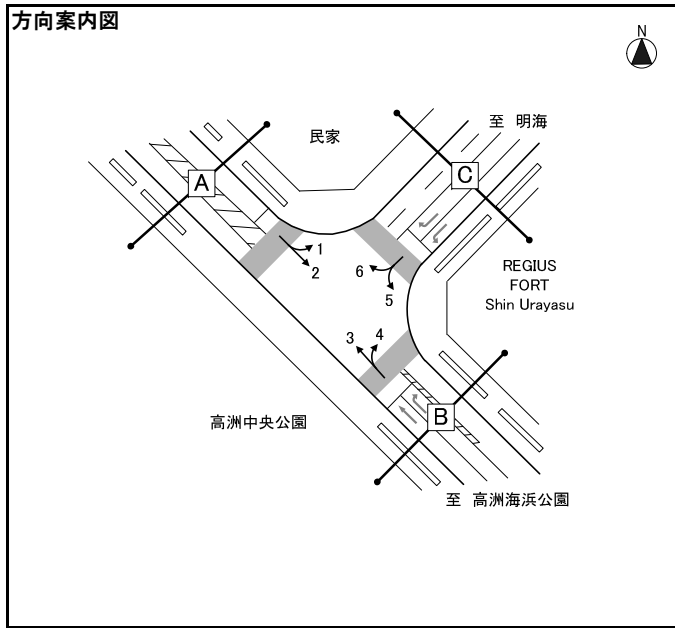 方向案内図
N
民家
至 明海
A
C
1
2
6
5
REGIUS
FORT
Shin Urayasu
3
4
高洲中央公園
B
至 高洲海浜公園